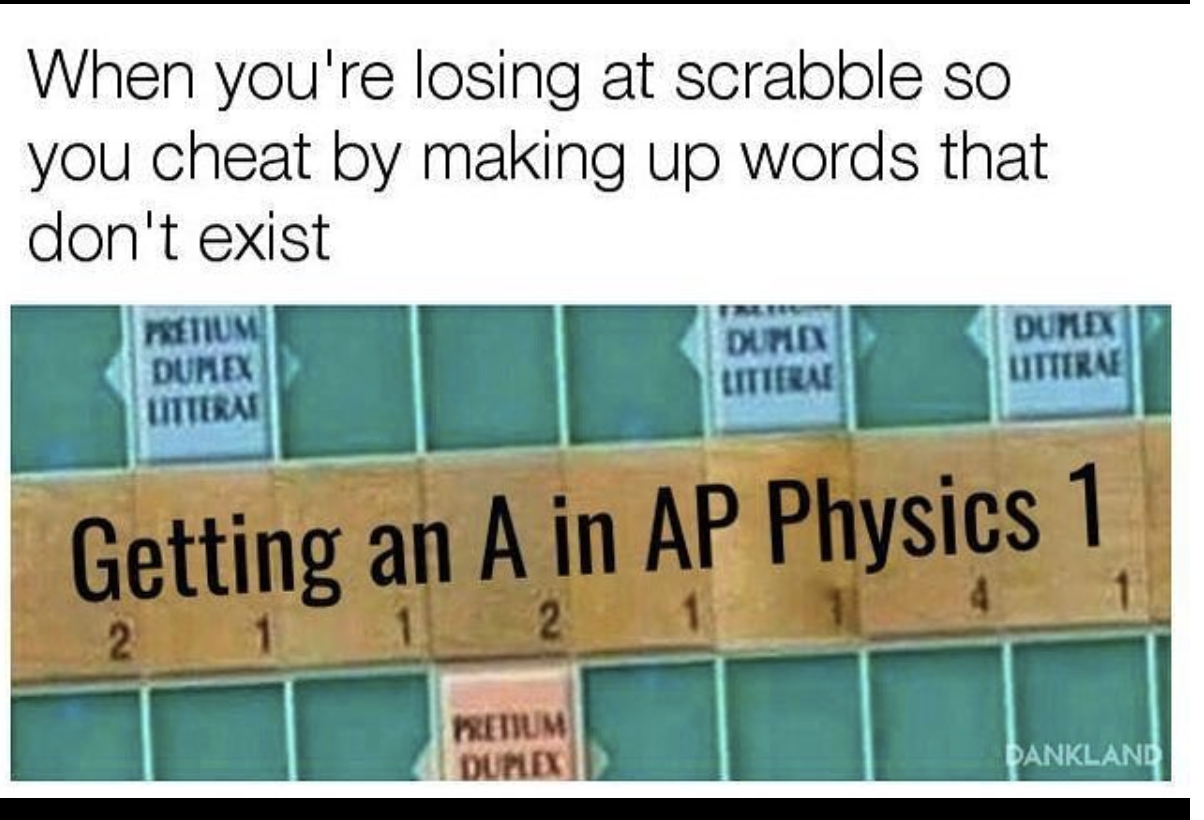 When you're losing at scrabble so
you cheat by making up words that
don't exist
PRETIUM
DUPLEX
LITTERAE
DUPLEX
LITTERAE
DUPLEX
LITTERAE
Getting an A in AP Physics 1
2 1 1 2 1 1 4 1
PRETIUM
DUPLEX
DANKLAND